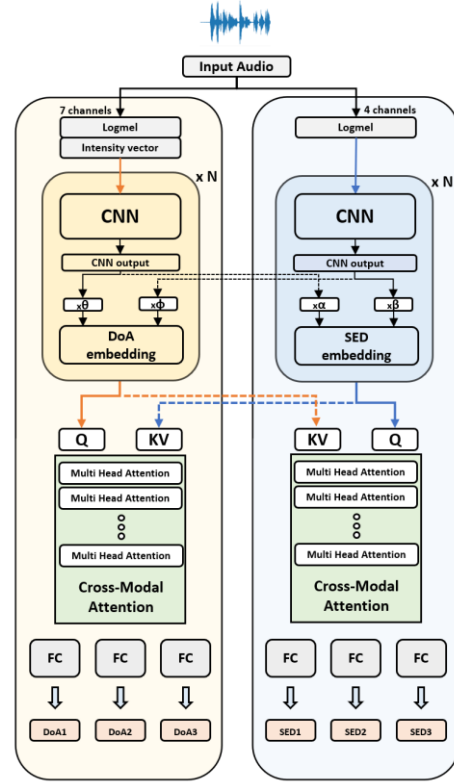 Input Audio
7 channels
Logmel
Intensity vector
x N
CNN
CNN output
xθ
xΦ
DoA
embedding
Q
KV
Multi Head Attention
Multi Head Attention
Multi Head Attention
Cross-Modal
Attention
FC
FC
FC
DoA1
DoA2
DoA3
4 channels
Logmel
x N
CNN
CNN output
xα
xβ
SED
embedding
KV
Q
Multi Head Attention
Multi Head Attention
Multi Head Attention
Cross-Modal
Attention
FC
FC
FC
SED1
SED2
SED3